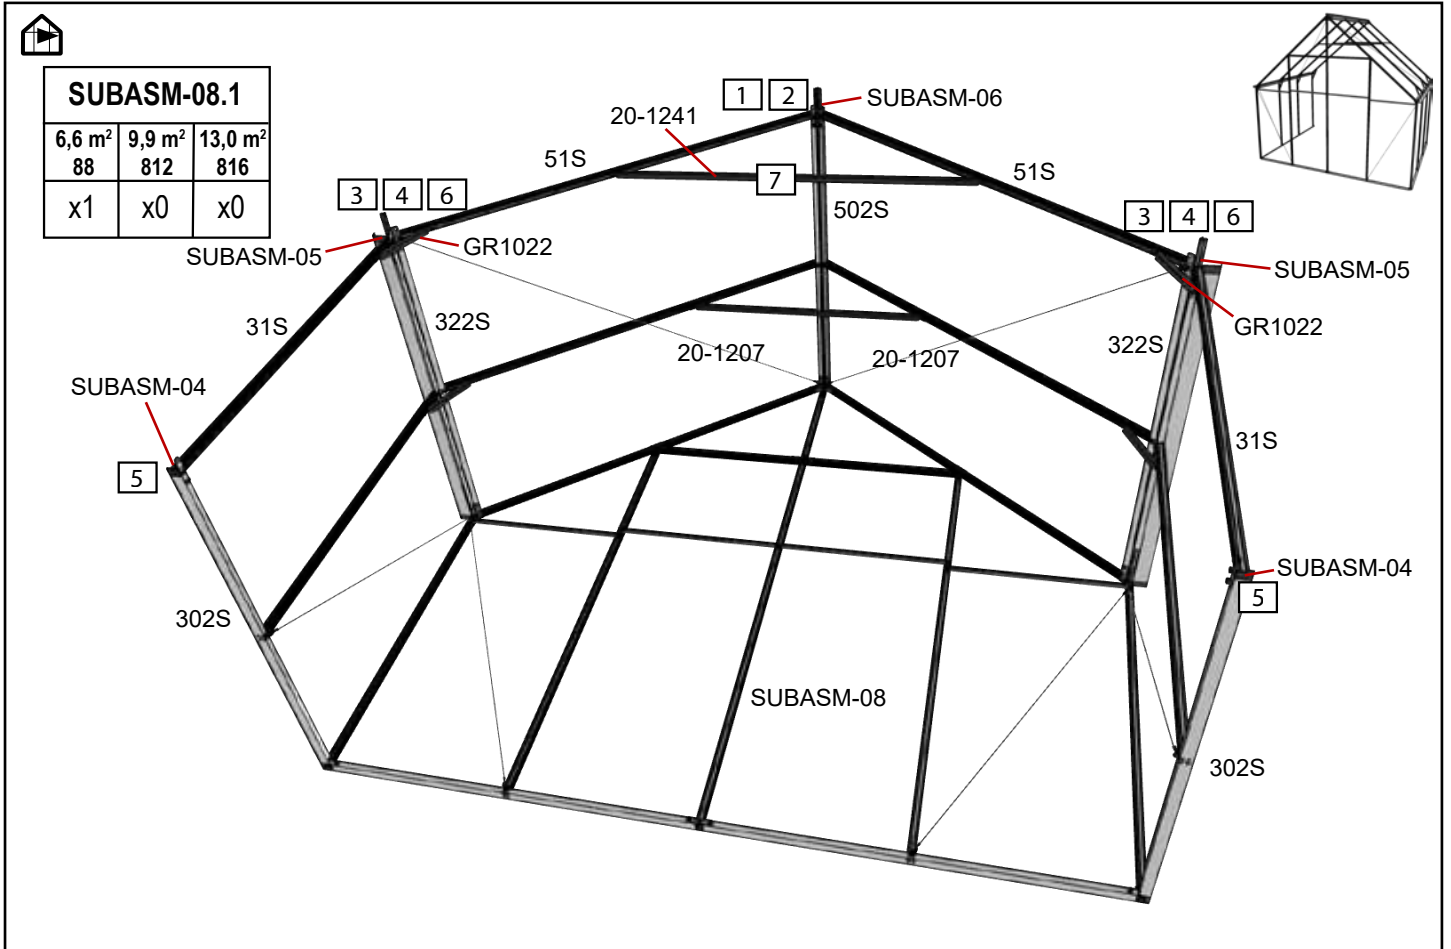 SUBASM-08.1
6,6 m² 9,9 m² 13,0 m²
88 812 816
x1 x0 x0
1 2
SUBASM-06
20-1241
51S
7
51S
3 4 6
502S
3 4 6
SUBASM-05
GR1022
SUBASM-05
31S
322S
GR1022
322S
20-1207
20-1207
SUBASM-04
31S
5
SUBASM-04
5
302S
SUBASM-08
302S